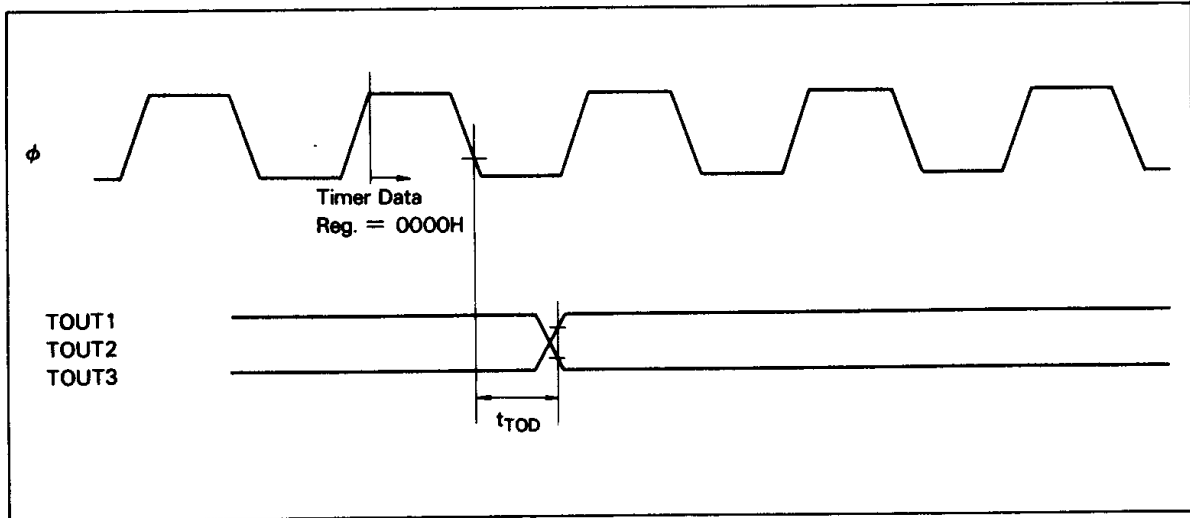 ϕ
Timer Data
Reg. = 0000H
TOUT1
TOUT2
TOUT3
tTOD